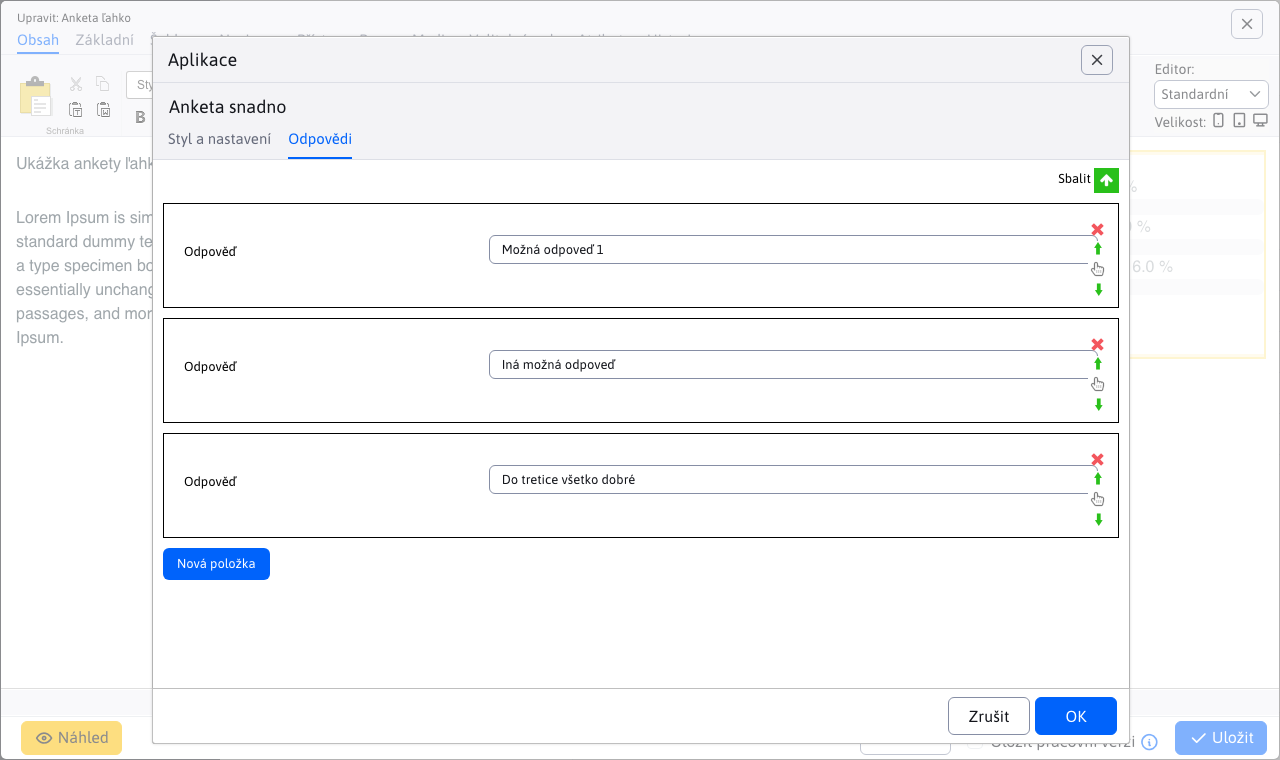 Upravit: Anketa ľahko
Obsah Základní
Aplikace
Anketa snadno
Styl a nastavení Odpovědi
Editor:
Standardní
Velikost:
Schránka
B
Sbalit
Ukážka ankety ľahk
Odpověď Možná odpoveď 1
Lorem Ipsum is sim
standard dummy te
a type specimen bo
essentially unchang
passages, and mor
Ipsum.
Odpověď Iná možná odpoveď
Odpověď Do tretice všetko dobré
%
%
6.0 %
Nová položka
Zrušit OK
Náhled
Uložit pracovní verzi
Uložit